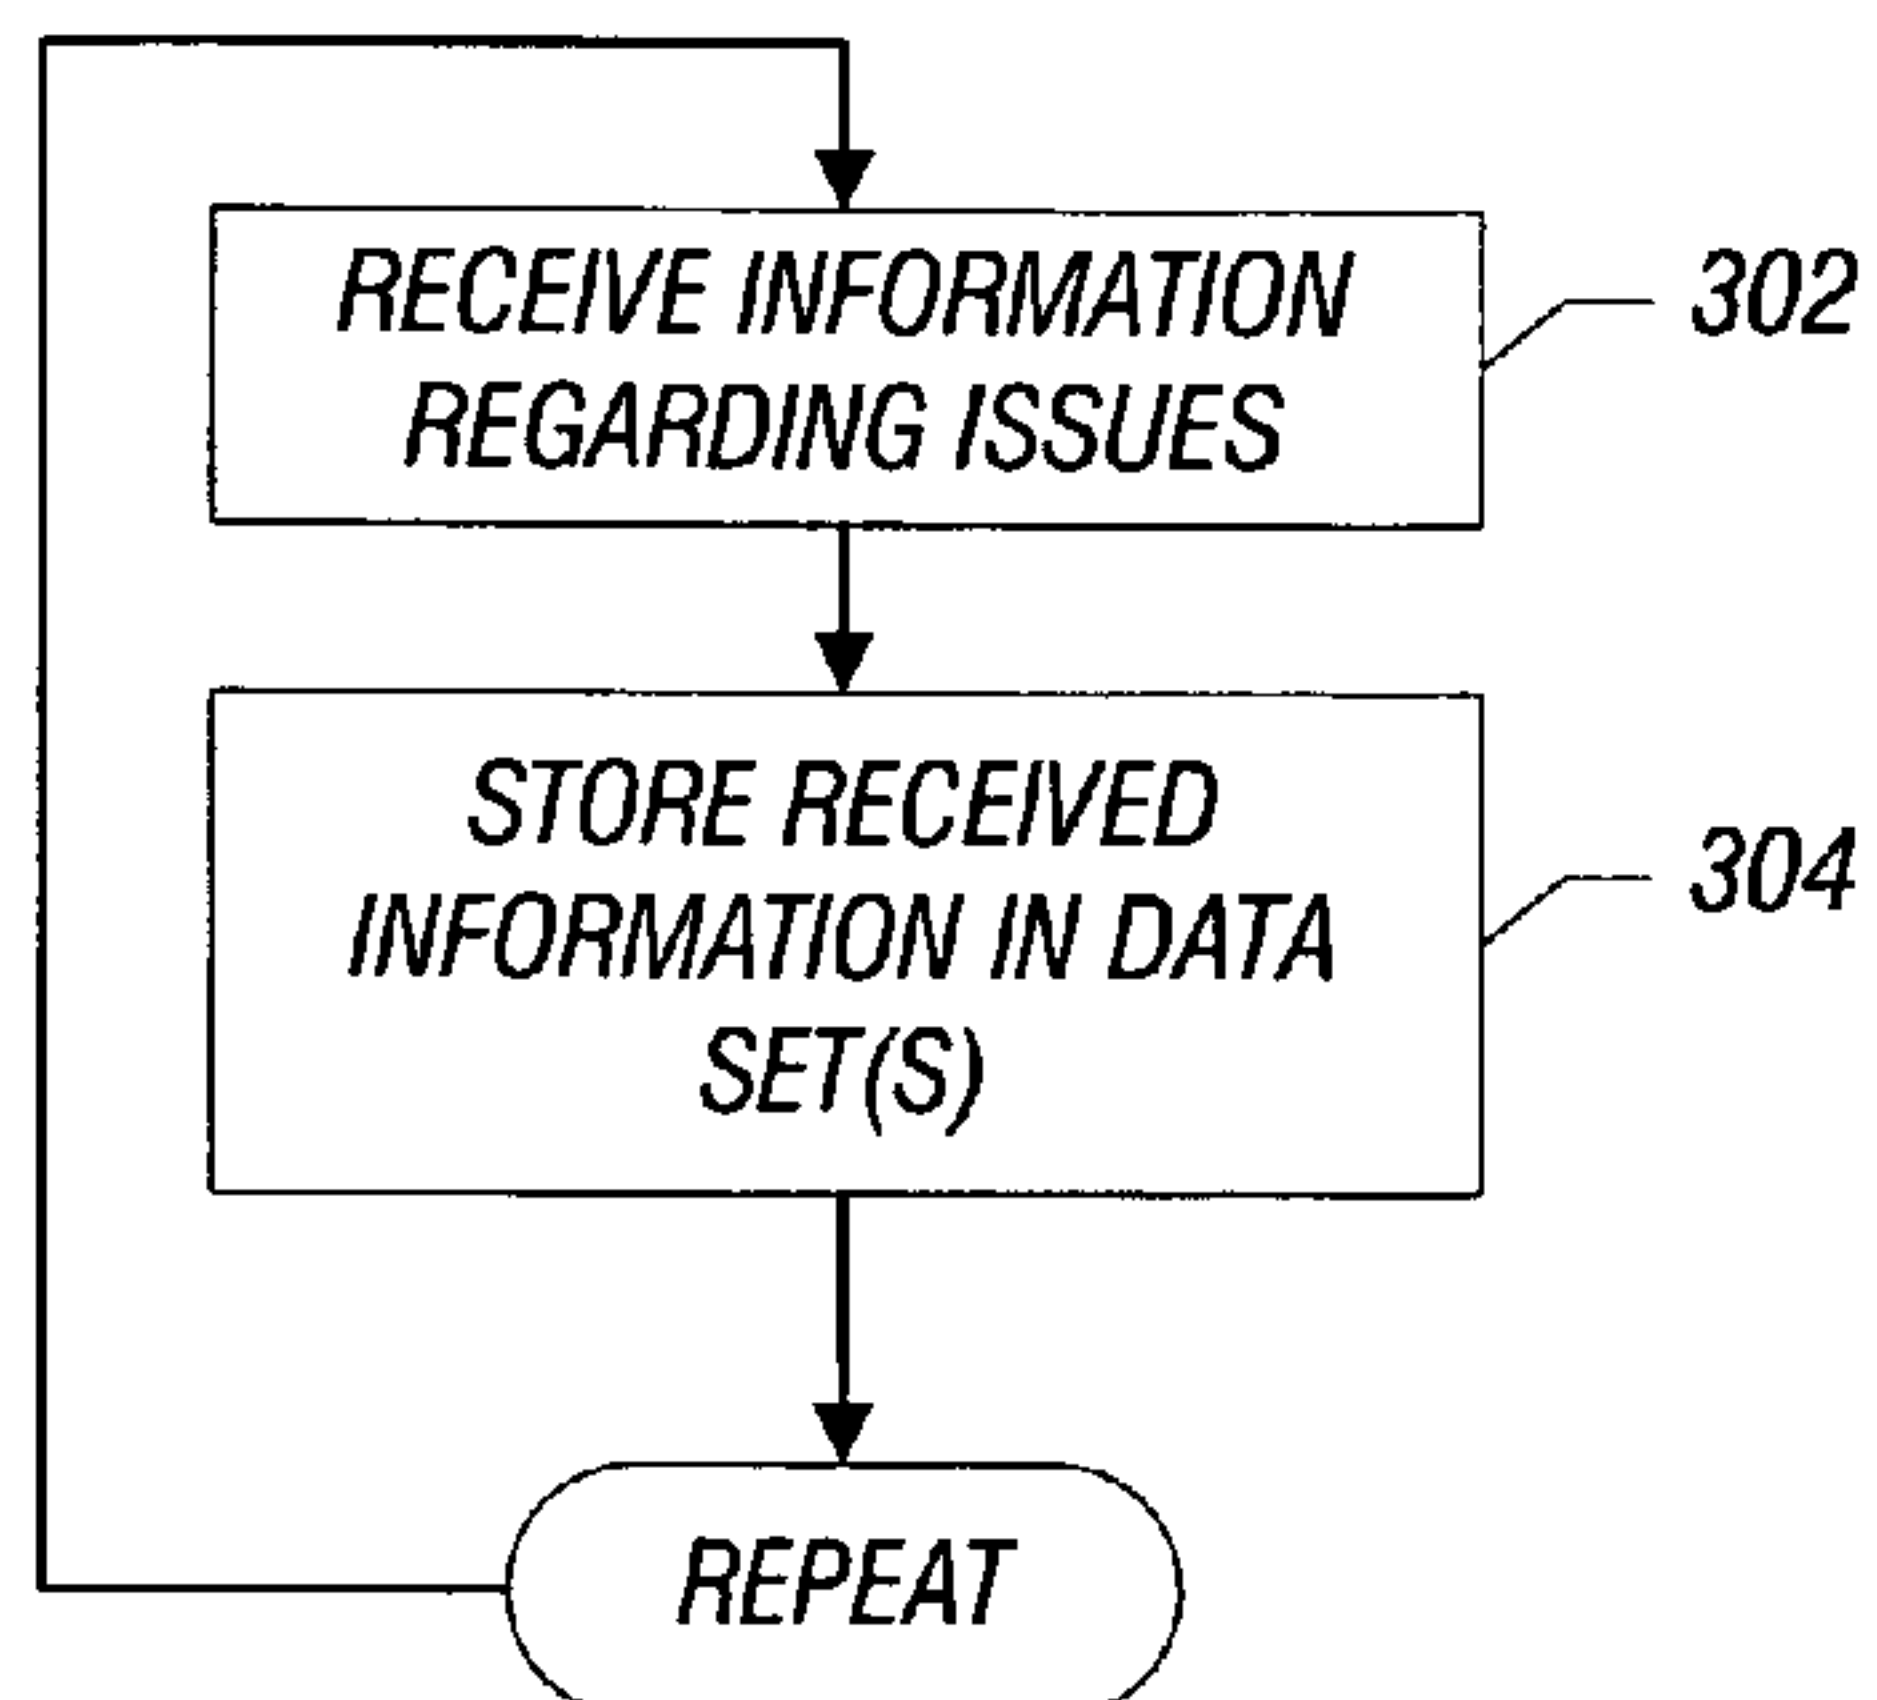 RECEIVE INFORMATION
REGARDING ISSUES
302
STORE RECEIVED
INFORMATION IN DATA
SET(S)
304
REPEAT